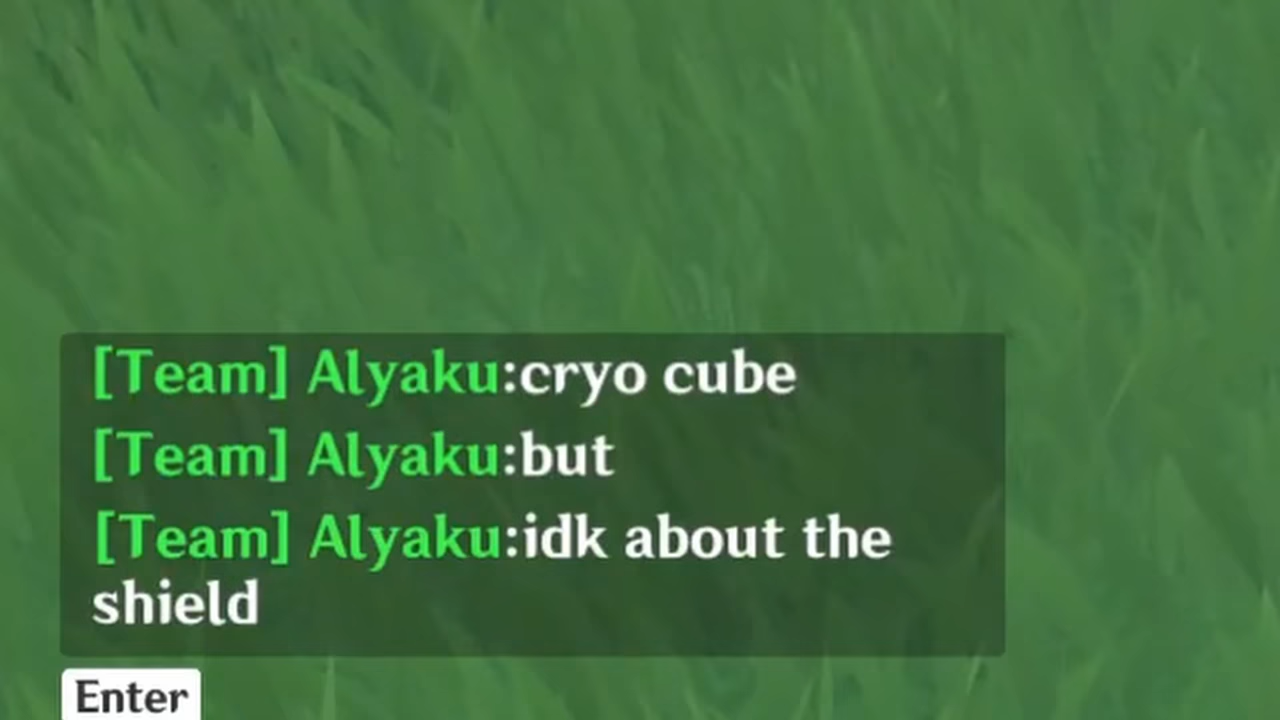 [Team] Alyaku:cryo cube
[Team] Alyaku:but
[Team] Alyaku:idk about the
shield
Enter